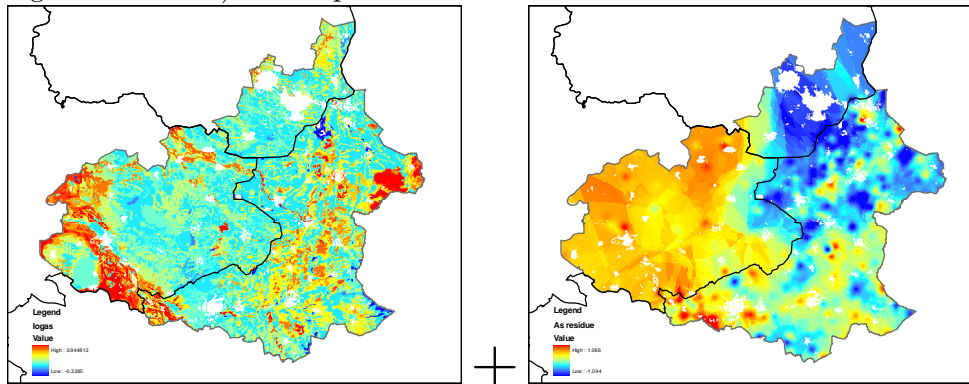 Legend
logas
Value
High : 0.944812
Low : -0.3385
+
Legend
As residue
Value
High : 1.066
Low : -1.094